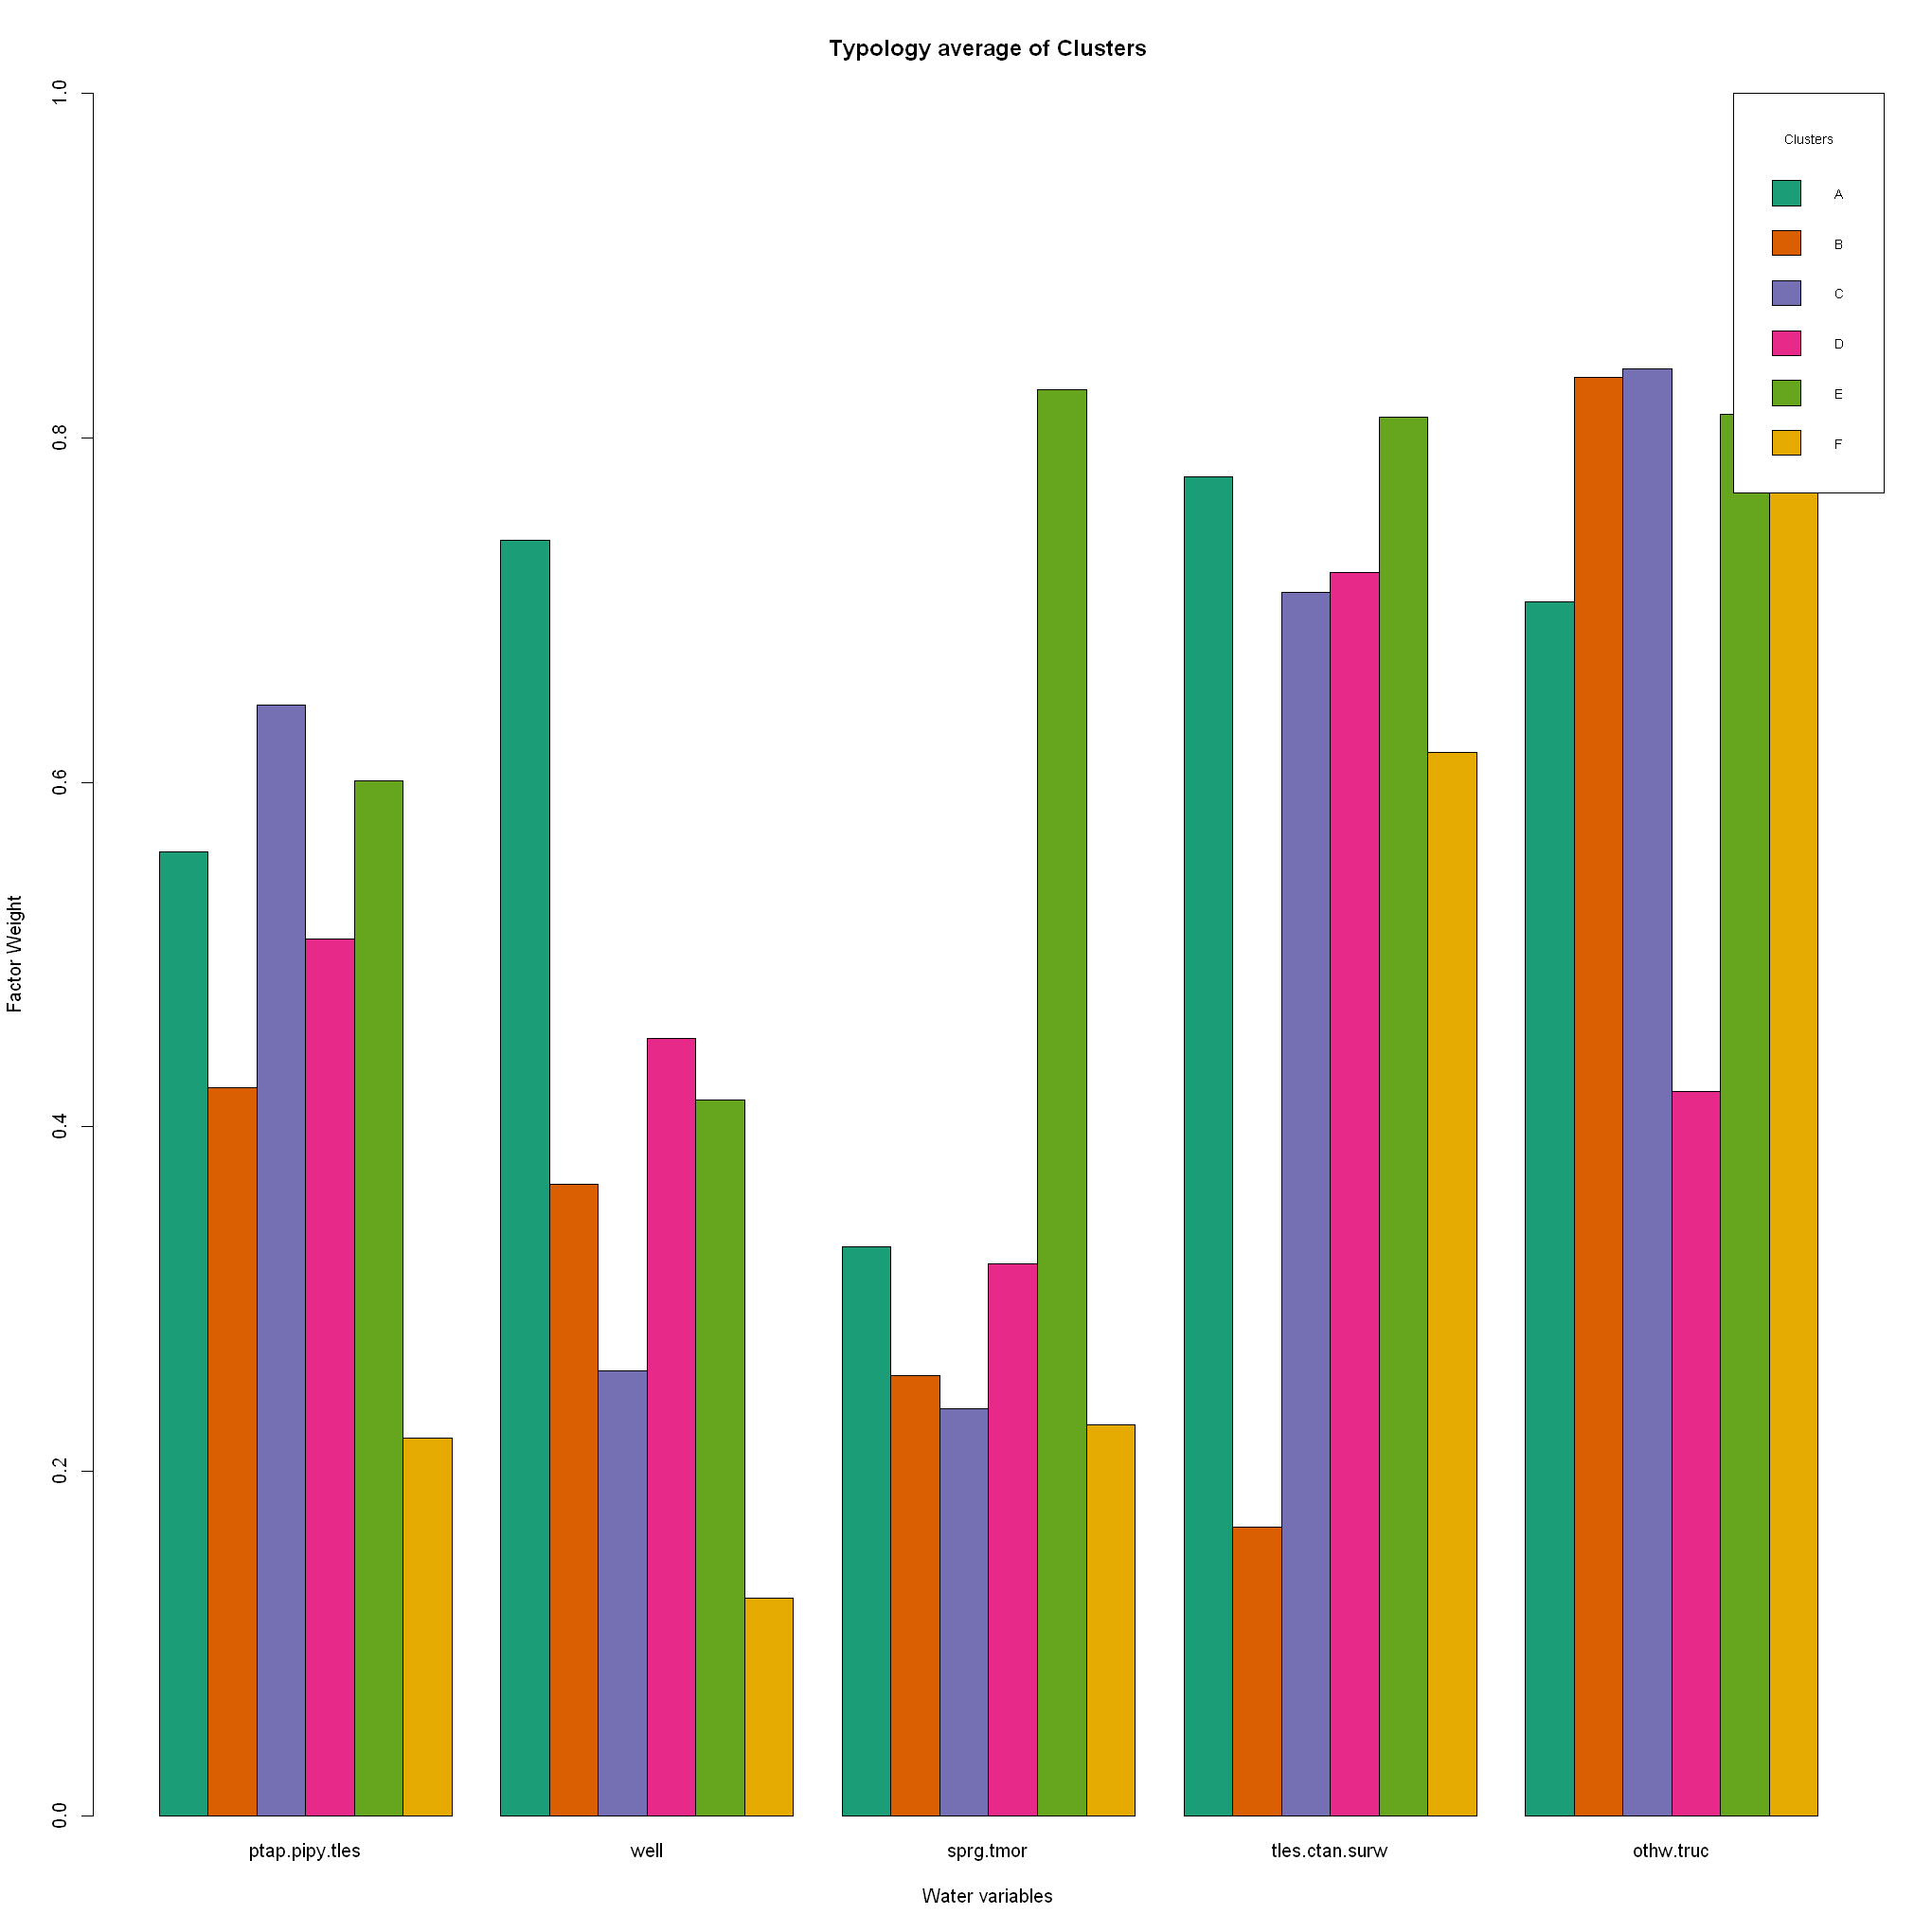 Typology average of Clusters
Clusters
A
B
C
D
E
F
1.0
0.8
0.6
0.4
0.2
0.0
Factor Weight
ptap.pipy.tles well sprg.tmor tles.ctan.surw othw.truc
Water variables